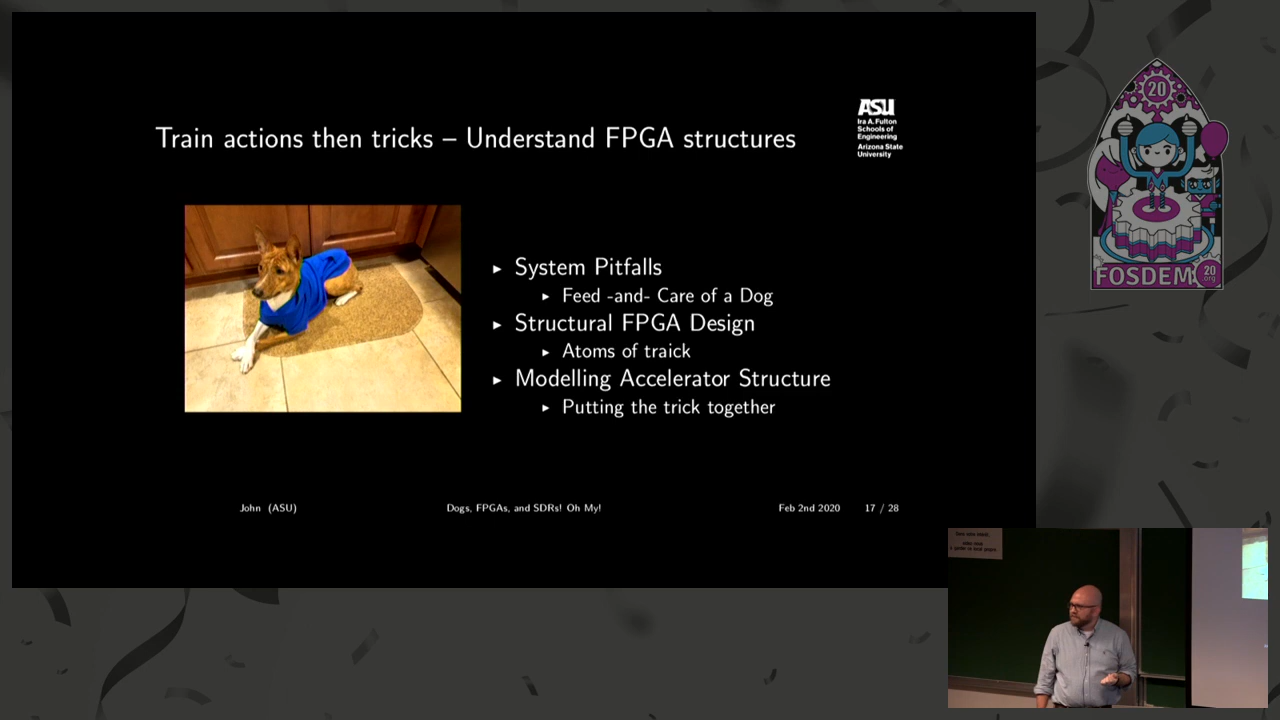 Train actions then tricks – Understand FPGA structures
ASU
Ira A. Fulton
Schools of
Engineering
Arizona State
University
▸ System Pitfalls
▸ Feed -and- Care of a Dog
▸ Structural FPGA Design
▸ Atoms of traick
▸ Modelling Accelerator Structure
▸ Putting the trick together
John (ASU)
Dogs, FPGAs, and SDRs! Oh My!
Feb 2nd 2020
17 / 28
20
FOSDEM
20
.org